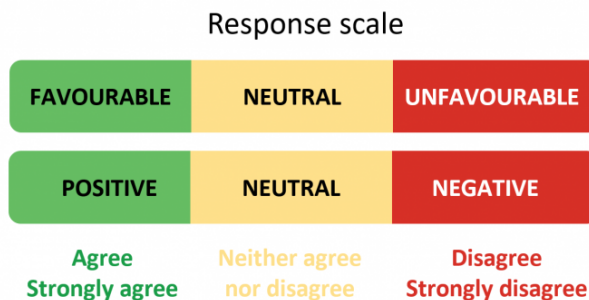 Response scale
FAVOURABLE NEUTRAL UNFAVOURABLE
POSITIVE NEUTRAL NEGATIVE
Agree Neither agree Disagree
Strongly agree nor disagree Strongly disagree